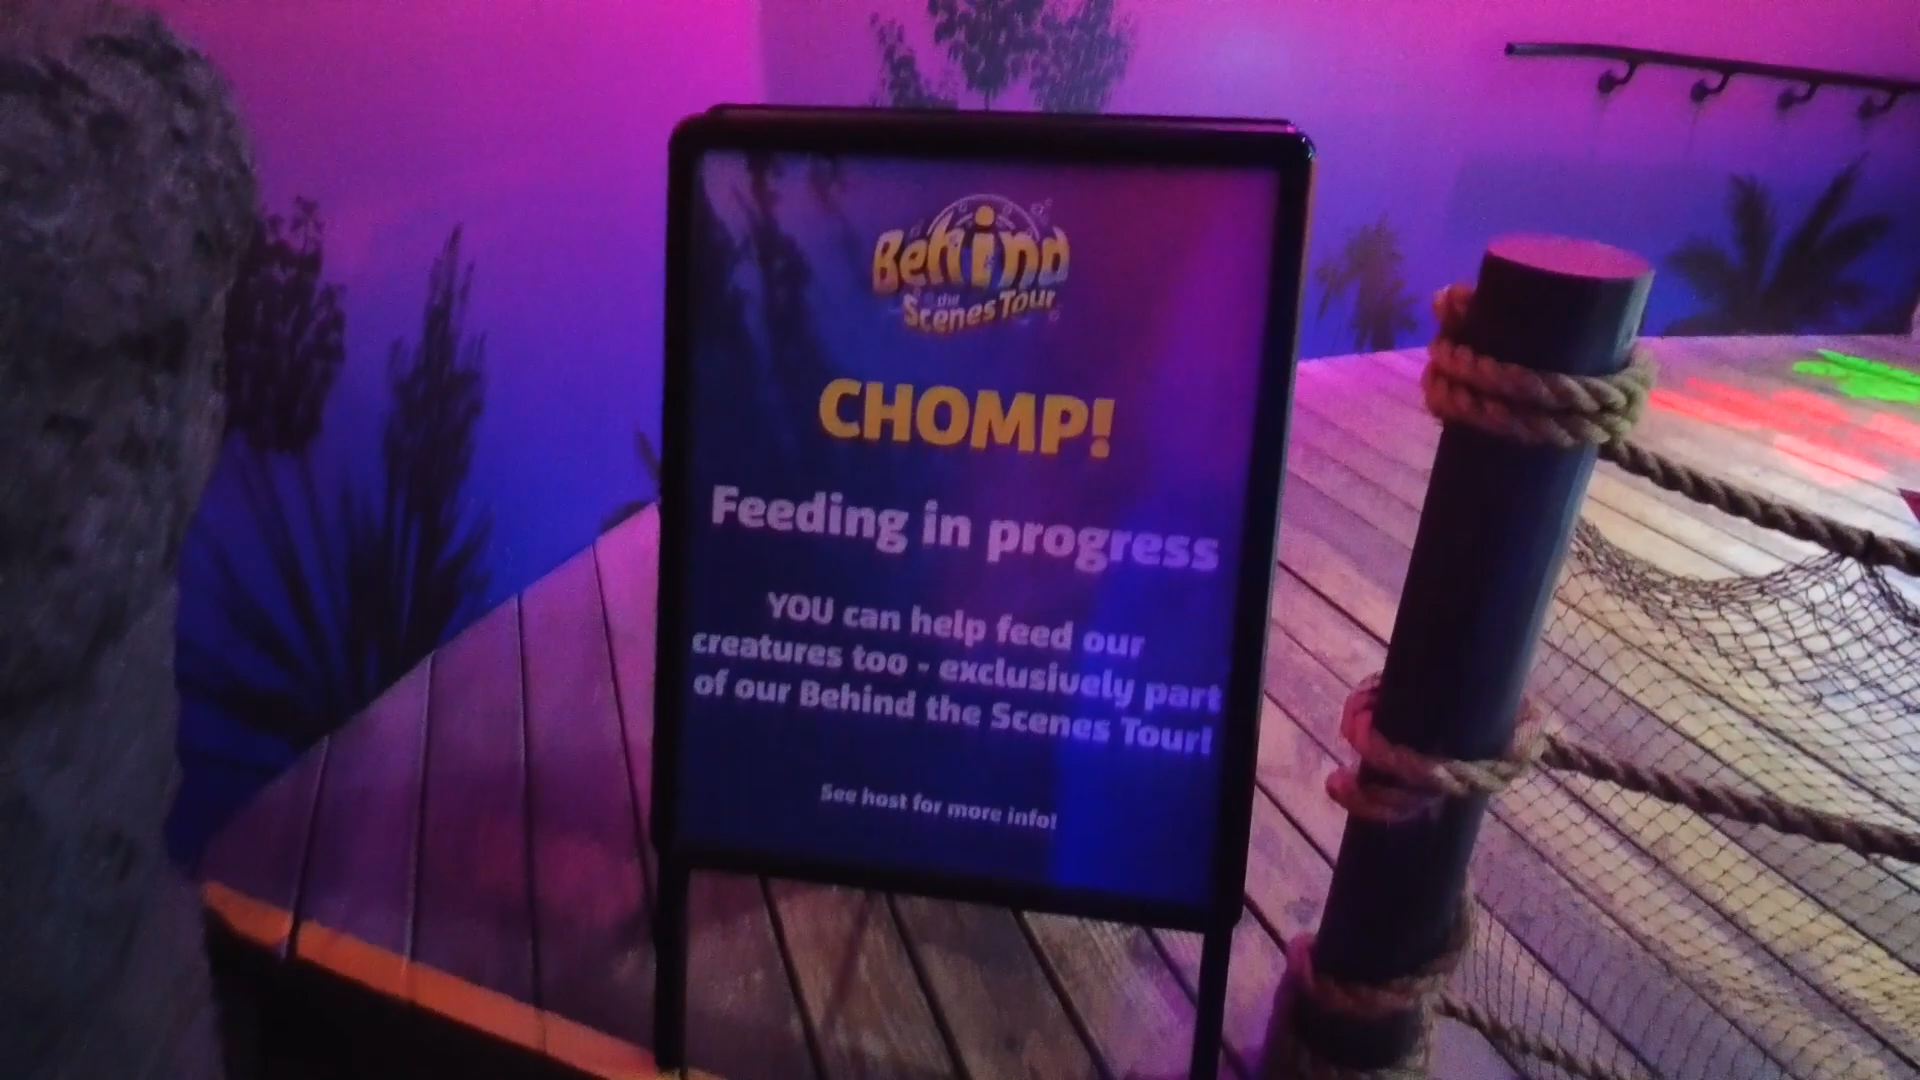 Behind
the
Scenes Tour
CHOMP!
Feeding in progress
YOU can help feed our
creatures too - exclusively part
of our Behind the Scenes Tour!
See host for more info!